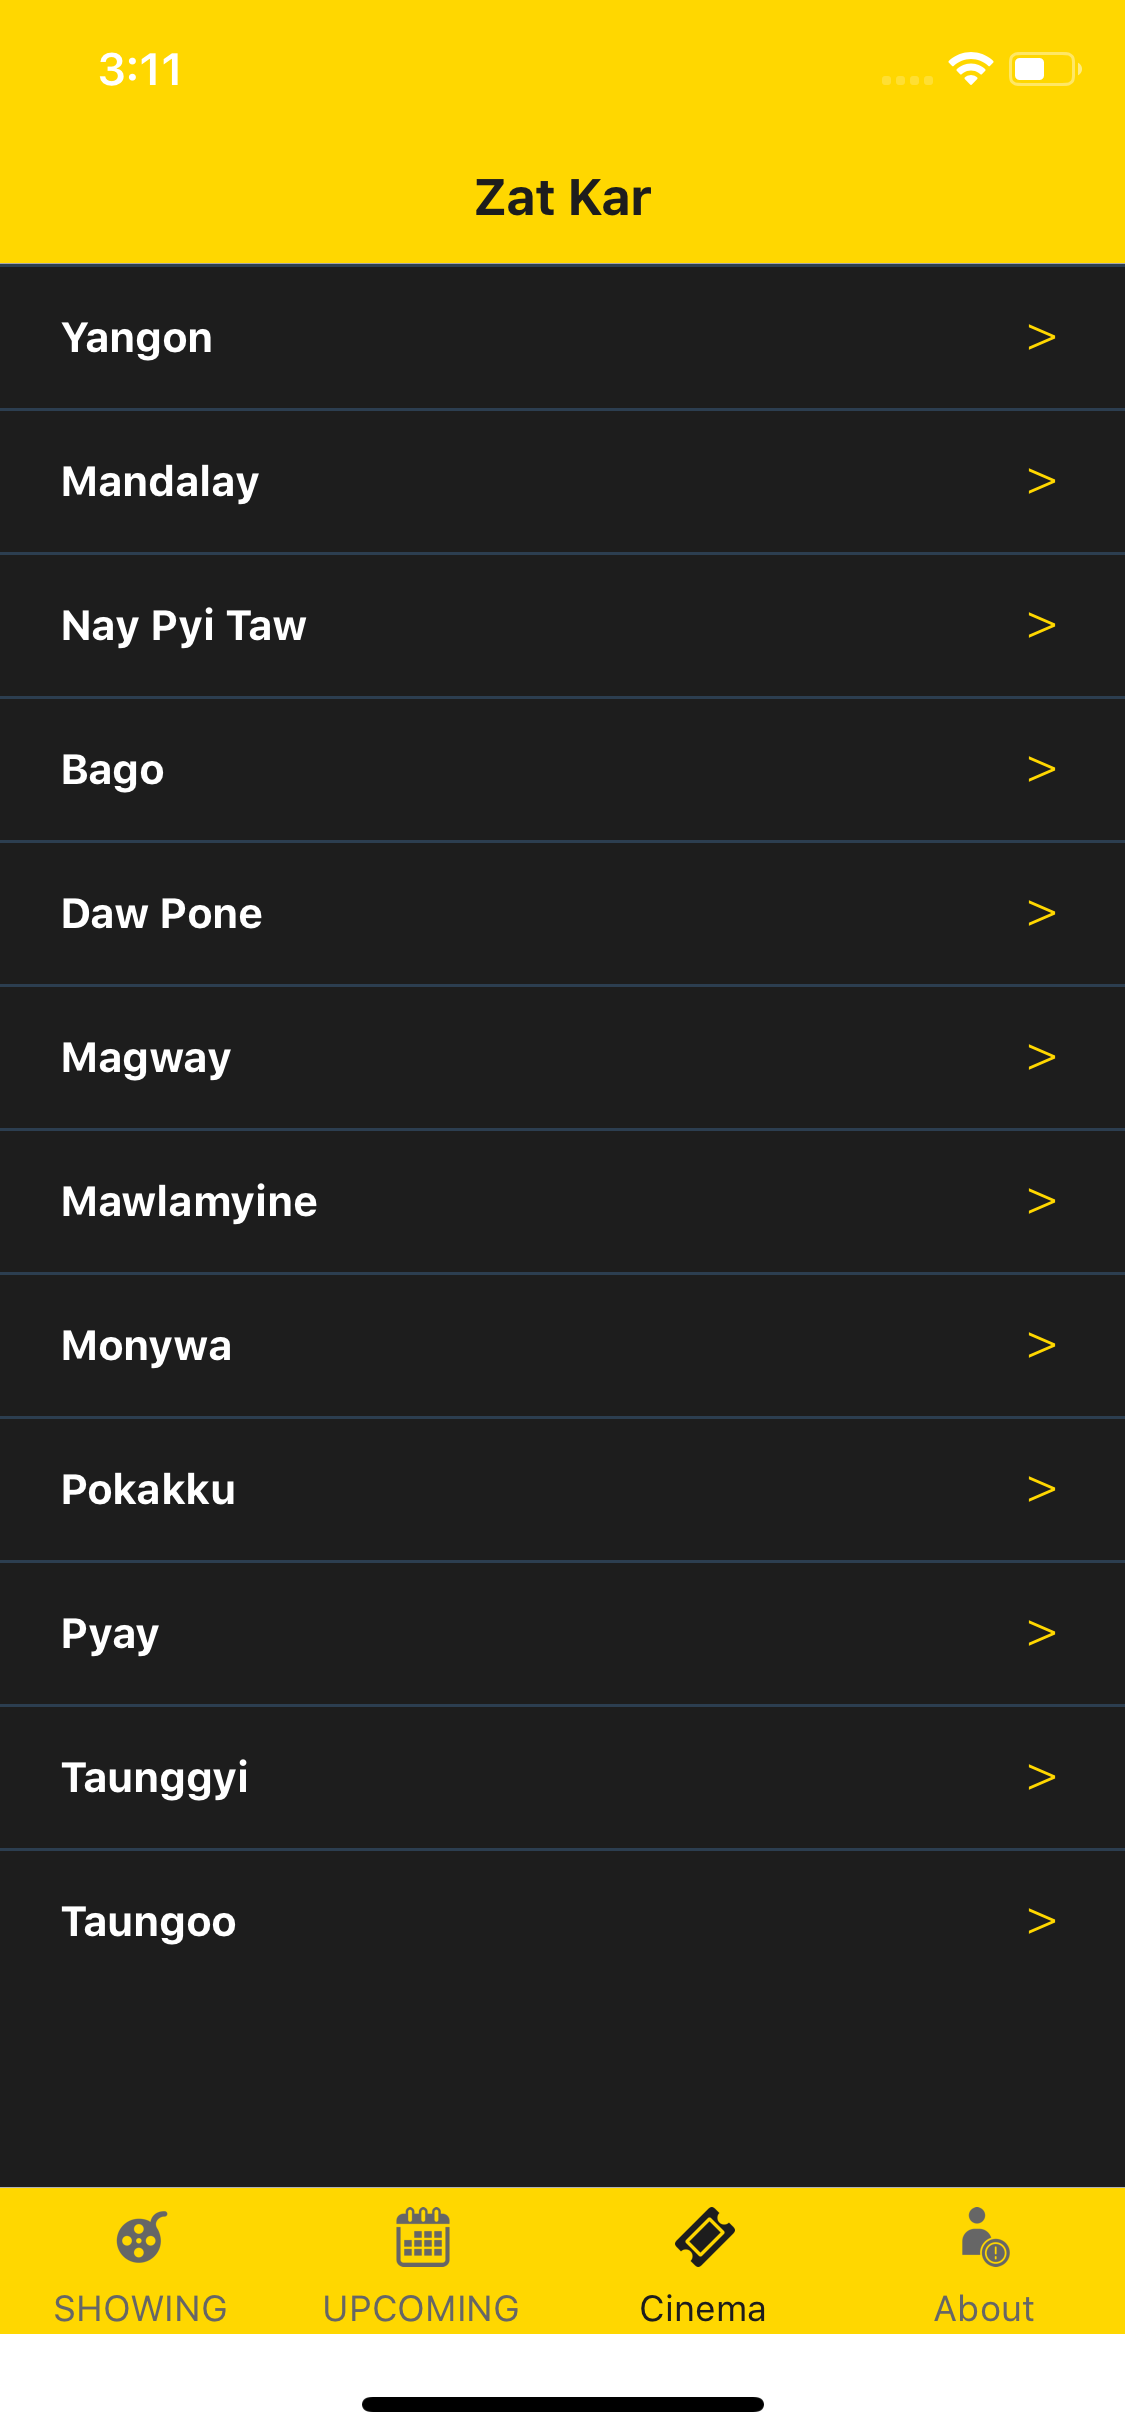 3:11
Zat Kar
Yangon >
Mandalay >
Nay Pyi Taw >
Bago >
Daw Pone >
Magway >
Mawlamyine >
Monywa >
Pokakku >
Pyay >
Taunggyi >
Taungoo >
SHOWING UPCOMING Cinema About